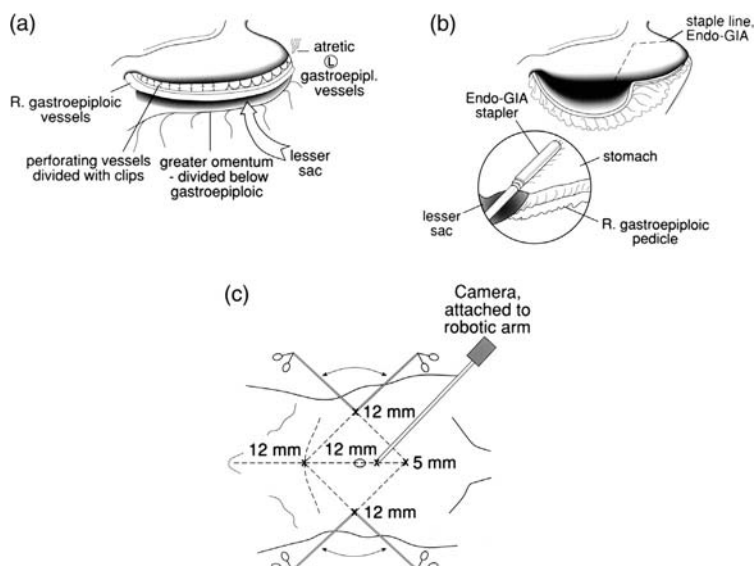 (a)
atretic
Ⓛ
gastroepipl.
vessels
R. gastroepiploic
vessels
perforating vessels
divided with clips
greater omentum
- divided below
gastroepiploic
lesser
sac
(b)
staple line,
Endo-GIA
Endo-GIA
stapler
stomach
lesser
sac
R. gastroepiploic
pedicle
(c)
Camera,
attached to
robotic arm
12 mm
12 mm
12 mm
5 mm
12 mm